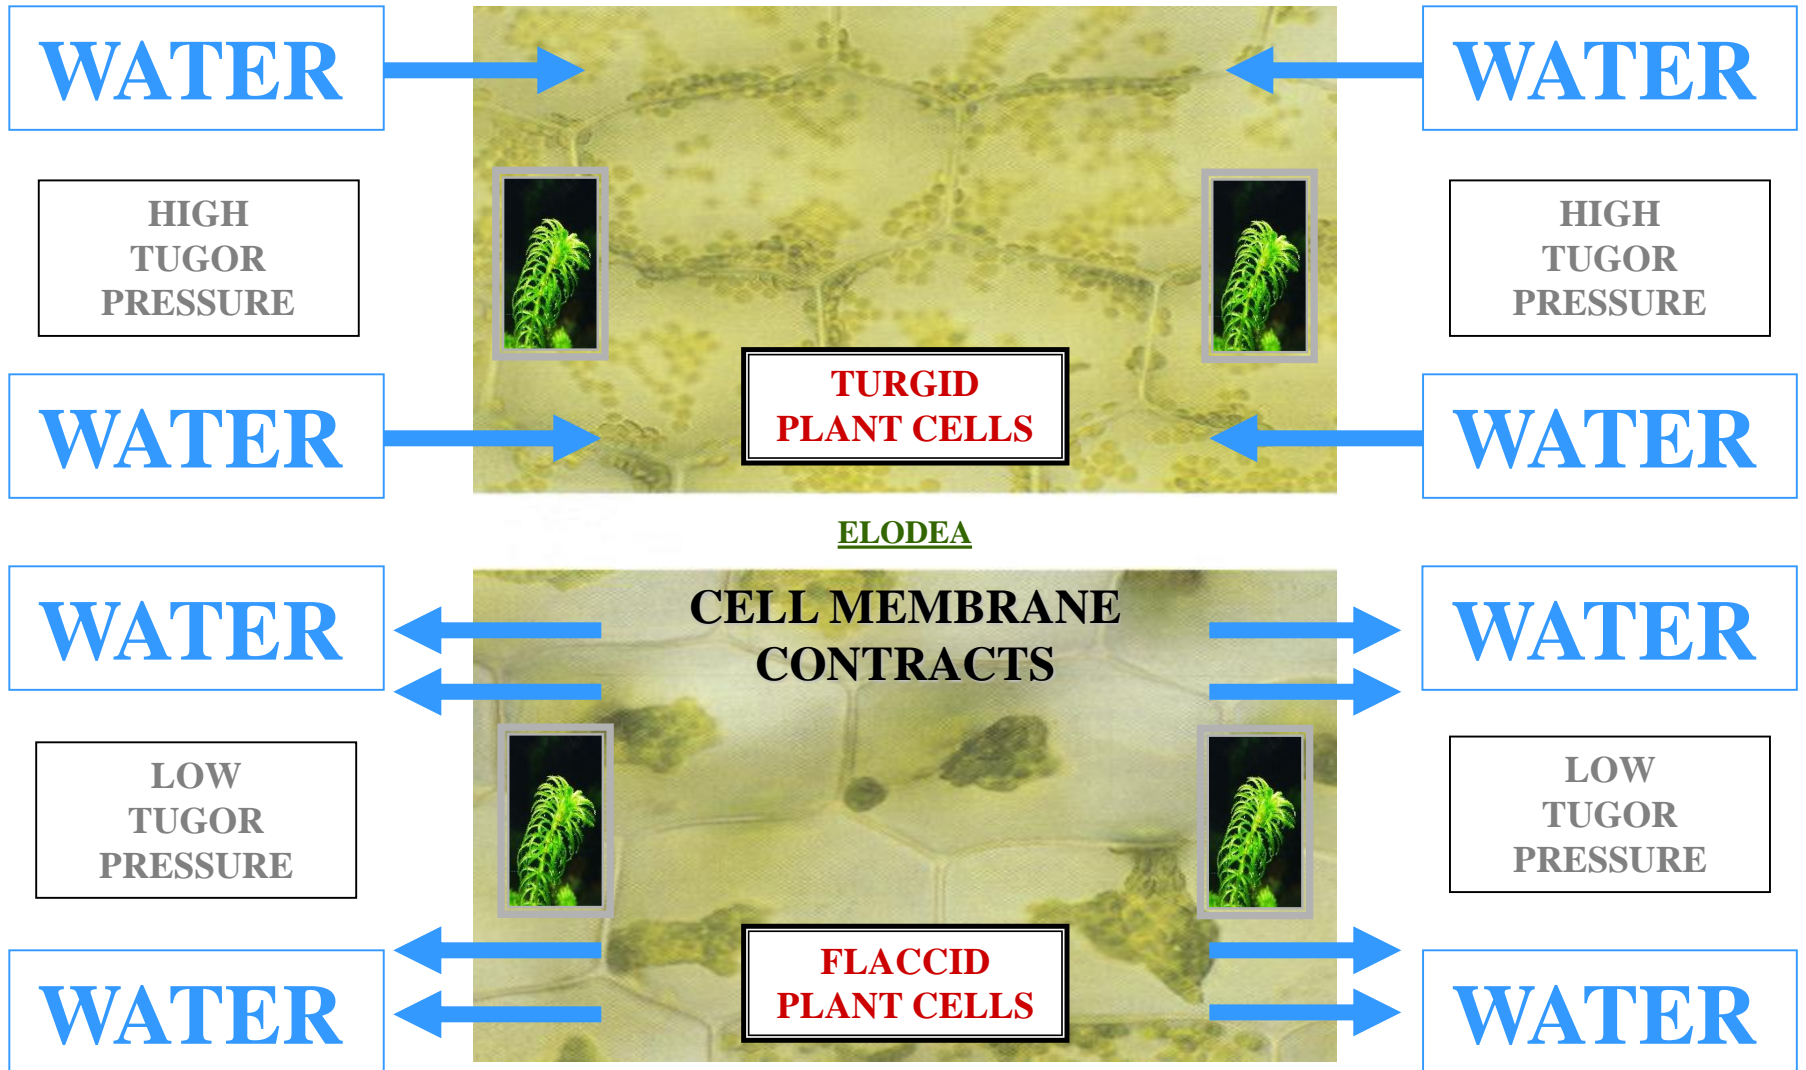 WATER
WATER
HIGH
TUGOR
PRESSURE
HIGH
TUGOR
PRESSURE
WATER
TURGID
PLANT CELLS
WATER
ELODEA
WATER
CELL MEMBRANE
CONTRACTS
WATER
LOW
TUGOR
PRESSURE
LOW
TUGOR
PRESSURE
WATER
FLACCID
PLANT CELLS
WATER